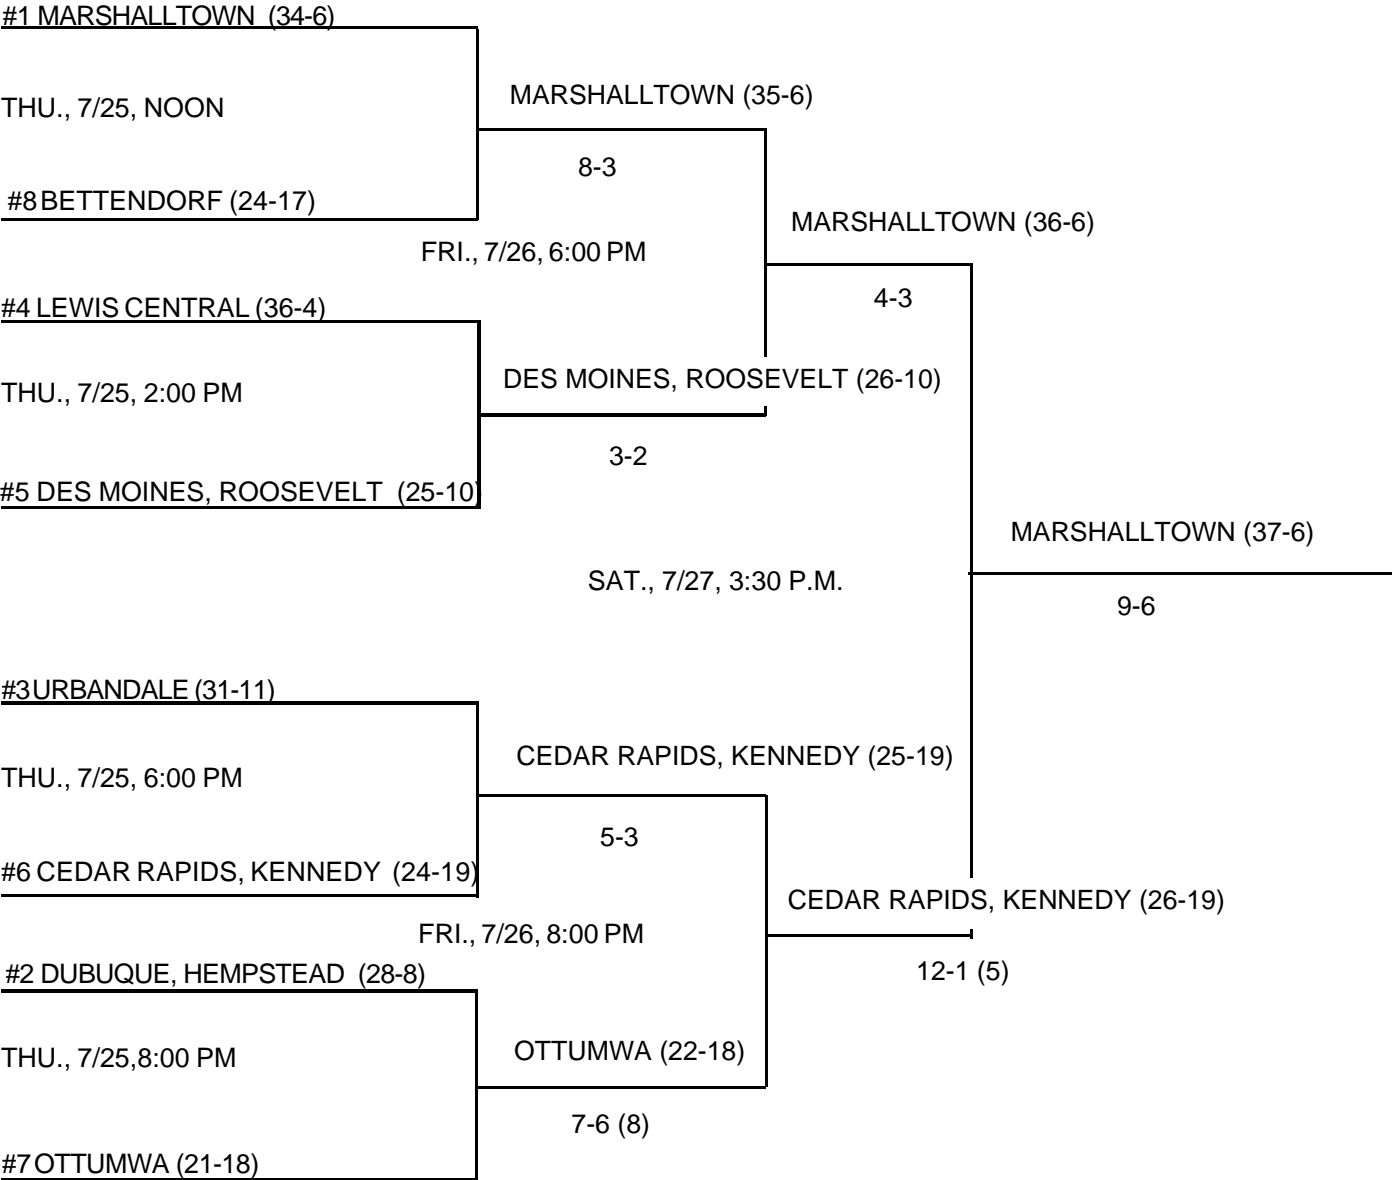 #1 MARSHALLTOWN (34-6)
THU., 7/25, NOON
MARSHALLTOWN (35-6)
8-3
#8 BETTENDORF (24-17)
MARSHALLTOWN (36-6)
FRI., 7/26, 6:00 PM
4-3
#4 LEWIS CENTRAL (36-4)
THU., 7/25, 2:00 PM
DES MOINES, ROOSEVELT (26-10)
3-2
#5 DES MOINES, ROOSEVELT (25-10)
MARSHALLTOWN (37-6)
SAT., 7/27, 3:30 P.M.
9-6
#3 URBANDALE (31-11)
CEDAR RAPIDS, KENNEDY (25-19)
THU., 7/25, 6:00 PM
5-3
#6 CEDAR RAPIDS, KENNEDY (24-19)
CEDAR RAPIDS, KENNEDY (26-19)
FRI., 7/26, 8:00 PM
12-1 (5)
#2 DUBUQUE, HEMPSTEAD (28-8)
THU., 7/25,8:00 PM
OTTUMWA (22-18)
7-6 (8)
#7 OTTUMWA (21-18)